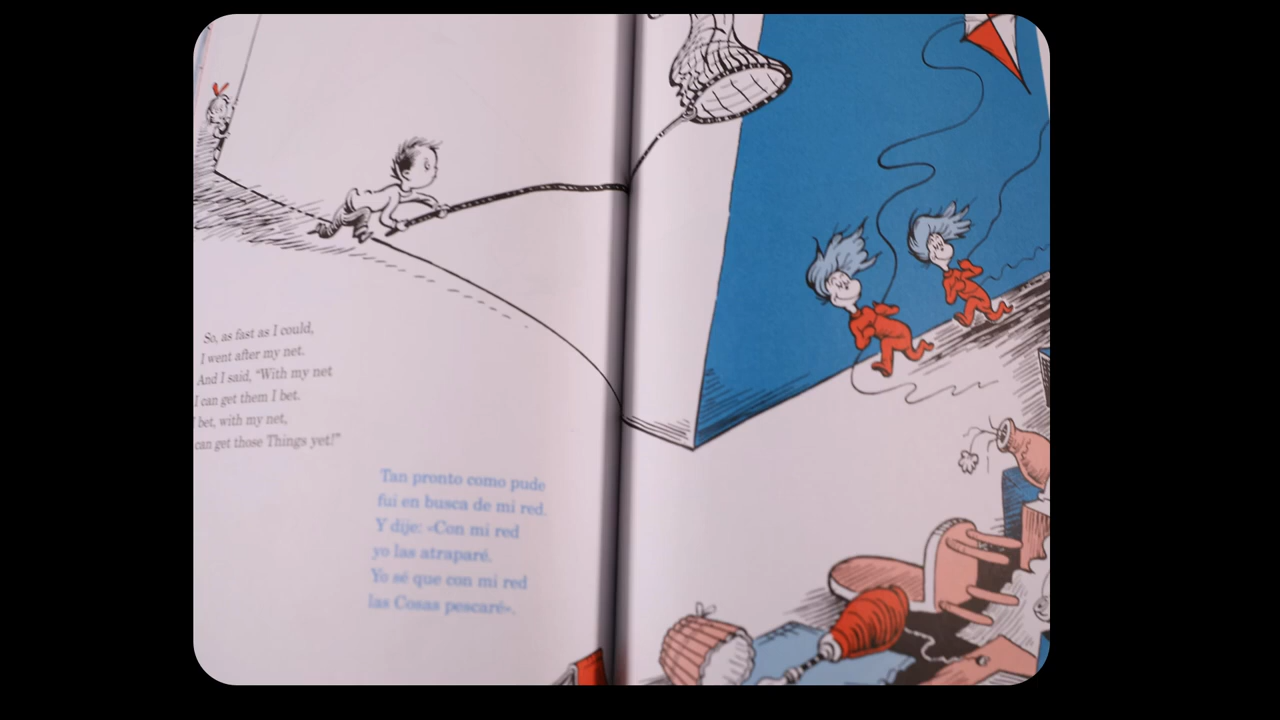 So, as fast as I could,
I went after my net.
And I said, "With my net
I can get them I bet.
bet, with my net,
can get those Things yet!"
Tan pronto como pude
fui en busca de mi red.
Y dije: «Con mi red
yo las atraparé.
Yo sé que con mi red
las Cosas pescaré».